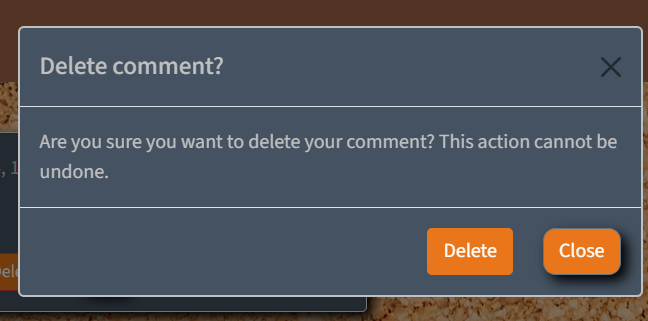 Delete comment?
Are you sure you want to delete your comment? This action cannot be
undone.
Delete
Close